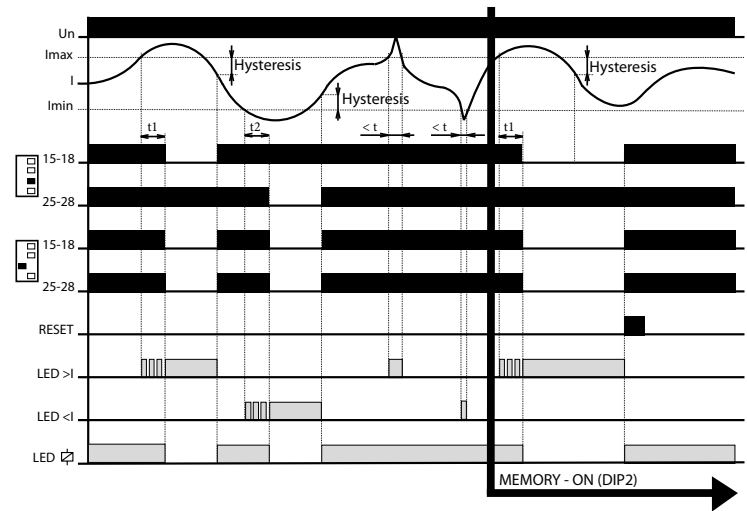 Un
Imax
Hysteresis
Hysteresis
I
Hysteresis
Imin
t1
t2
< t
< t
t1
15-18
25-28
15-18
25-28
RESET
LED >I
LED <I
LED
MEMORY - ON (DIP2)